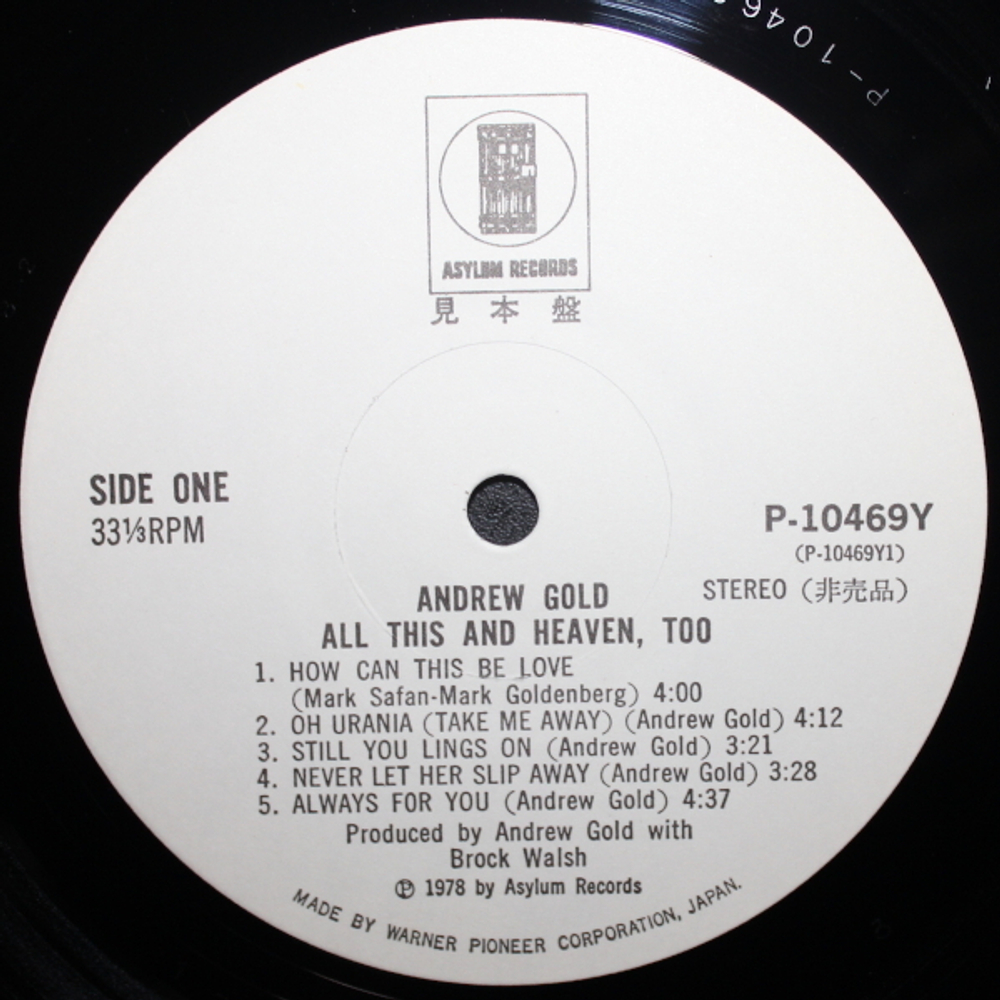 P-1046
ASYLUM RECORDS
見本盤
SIDE ONE
33⅓RPM
P-10469Y
(P-10469Y1)
STEREO (非売品)
ANDREW GOLD
ALL THIS AND HEAVEN, TOO
1. HOW CAN THIS BE LOVE
(Mark Safan-Mark Goldenberg) 4:00
2. OH URANIA (TAKE ME AWAY) (Andrew Gold) 4:12
3. STILL YOU LINGS ON (Andrew Gold) 3:21
4. NEVER LET HER SLIP AWAY (Andrew Gold) 3:28
5. ALWAYS FOR YOU (Andrew Gold) 4:37
Produced by Andrew Gold with
Brock Walsh
℗ 1978 by Asylum Records
MADE BY WARNER PIONEER CORPORATION, JAPAN.